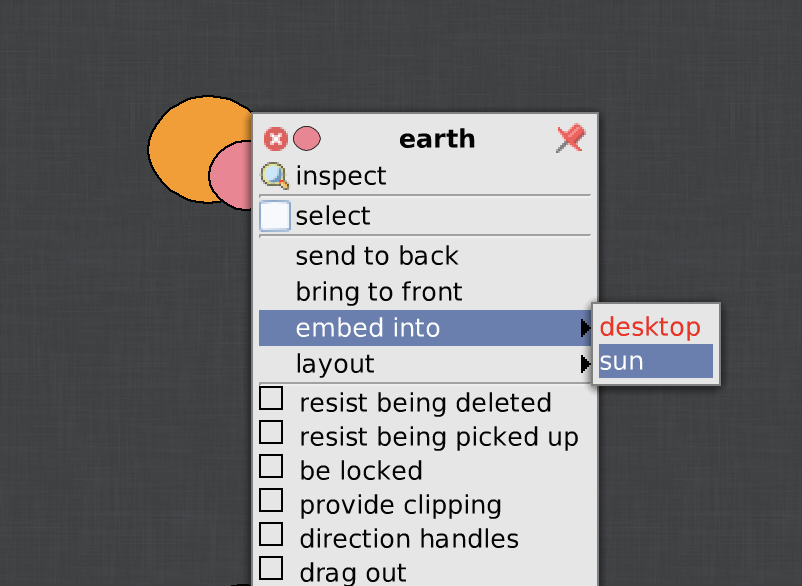 earth
inspect
select
send to back
bring to front
embed into
desktop
sun
layout
resist being deleted
resist being picked up
be locked
provide clipping
direction handles
drag out